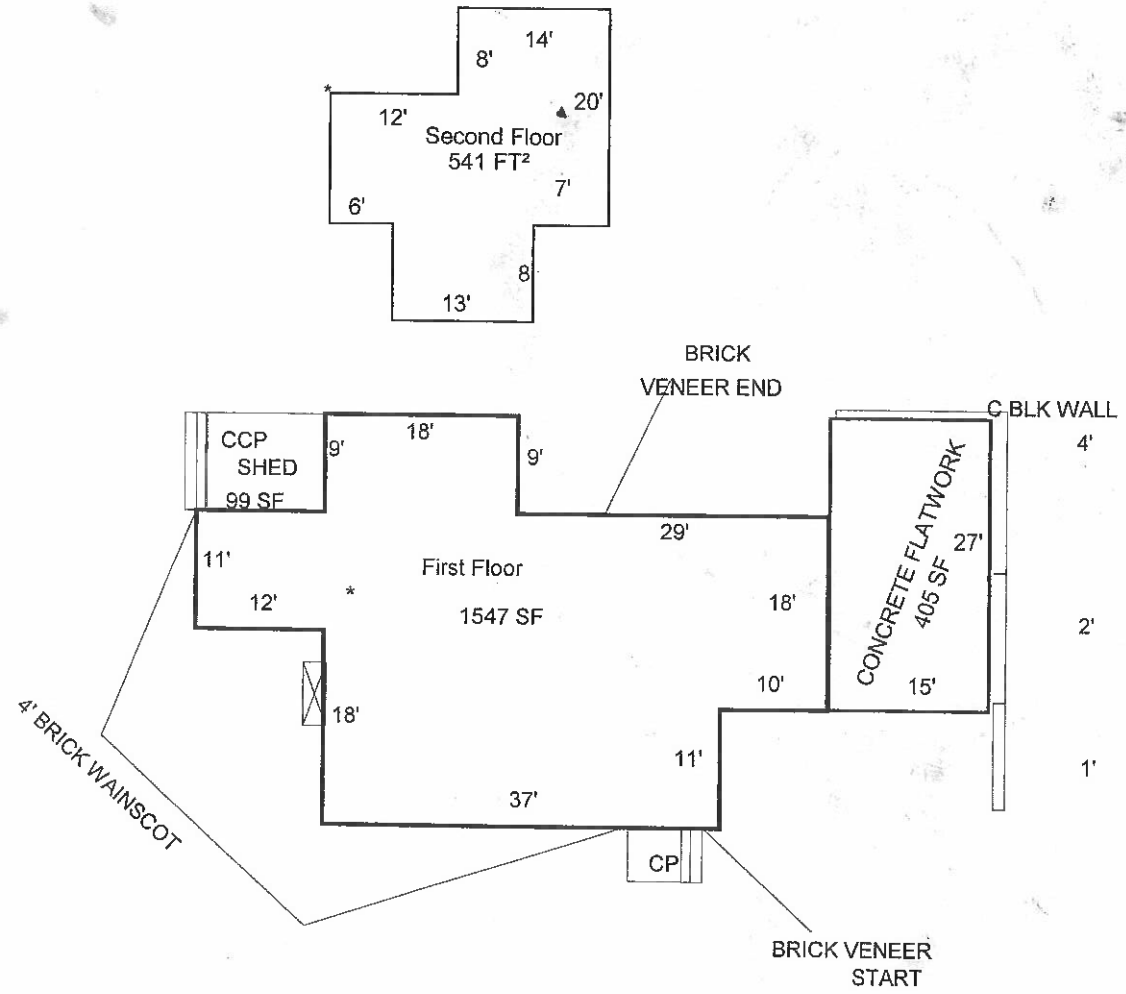 14'
8'
20'
12'
Second Floor
541 FT²
7'
6'
8
13'
BRICK
VENEER END
C BLK WALL
CCP
SHED
99 SF
9'
18'
9'
4'
29'
CONCRETE FLATWORK
405 SF
27'
11'
First Floor
12'
*
1547 SF
18'
2'
10'
15'
4' BRICK WAINSCOT
18'
11'
1'
37'
CP
BRICK VENEER
START